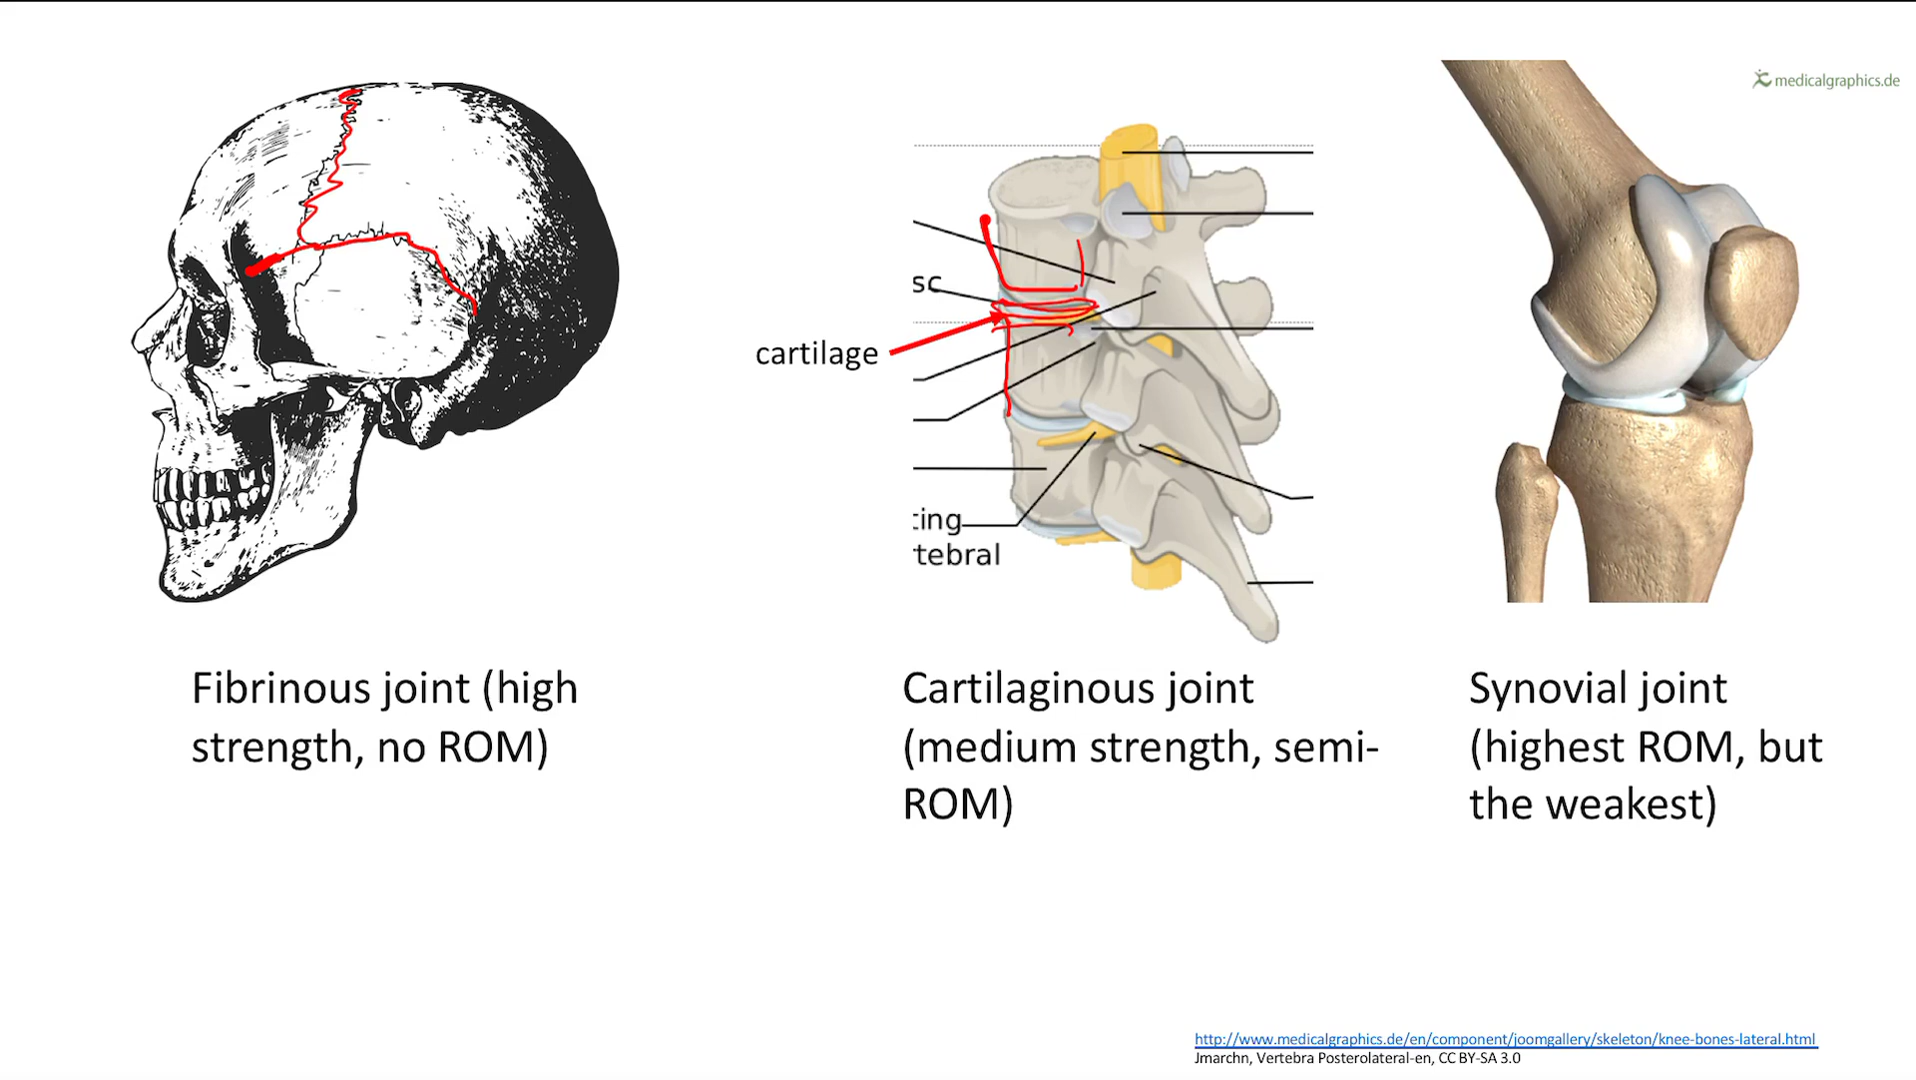 medicalgraphics.de
sc
cartilage
ting
tebral
Fibrinous joint (high
strength, no ROM)
Cartilaginous joint
(medium strength, semi-
ROM)
Synovial joint
(highest ROM, but
the weakest)
http://www.medicalgraphics.de/en/component/joomgallery/skeleton/knee-bones-lateral.html
Jmarchn, Vertebra Posterolateral-en, CC BY-SA 3.0